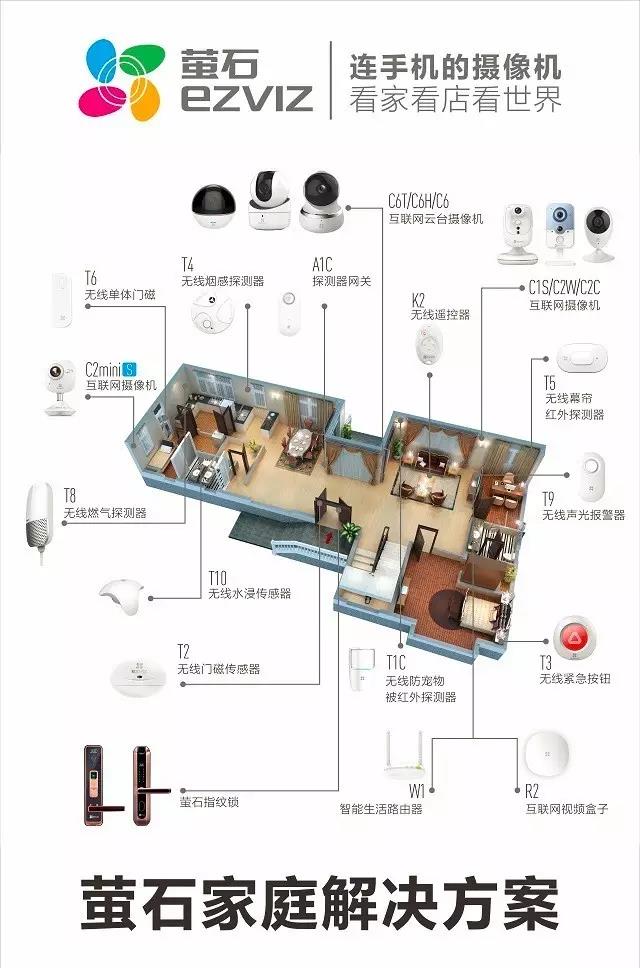 萤石
ezviz
连手机的摄像机
看家看店看世界
C6T/C6H/C6
互联网云台摄像机
T6
无线单体门磁
T4
无线烟感探测器
A1C
探测器网关
K2
无线遥控器
C1S/C2W/C2C
互联网摄像机
C2mini S
互联网摄像机
T5
无线幕帘
红外探测器
T8
无线燃气探测器
T9
无线声光报警器
T10
无线水浸传感器
T2
无线门磁传感器
T1C
无线防宠物
被红外探测器
T3
无线紧急按钮
萤石指纹锁
W1
智能生活路由器
R2
互联网视频盒子
萤石家庭解决方案